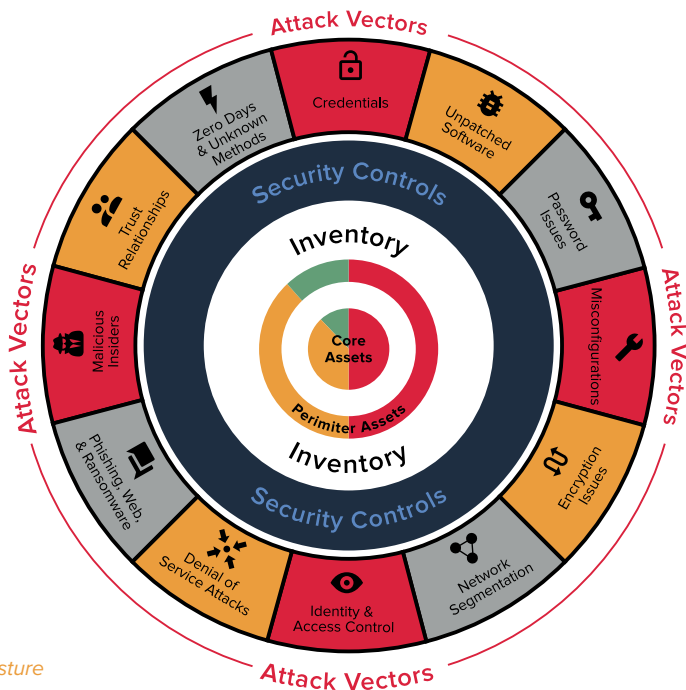 Attack Vectors
Credentials
Unpatched
Software
Password
Issues
Misconfigurations
Encryption
Issues
Network
Segmentation
Identity &
Access Control
Denial of
Service Attacks
Phishing, Web,
& Ransomware
Malicious
Insiders
Trust
Relationships
Zero Days
& Unknown
Methods
Attack Vectors
Attack Vectors
Security Controls
Inventory
Core
Assets
Perimiter Assets
Inventory
Security Controls
Attack Vectors